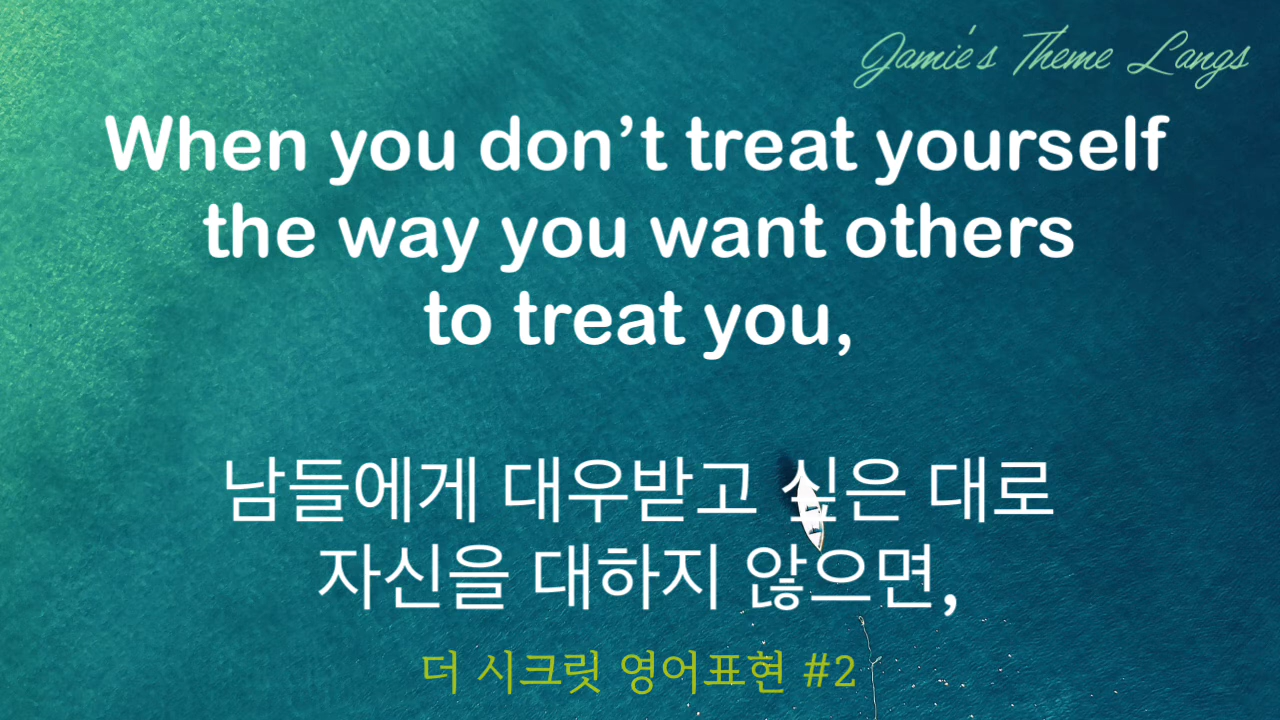 Jamie's Theme Langs
When you don’t treat yourself
the way you want others
to treat you,
남들에게 대우받고 싶은 대로
자신을 대하지 않으면,
더 시크릿 영어표현 #2